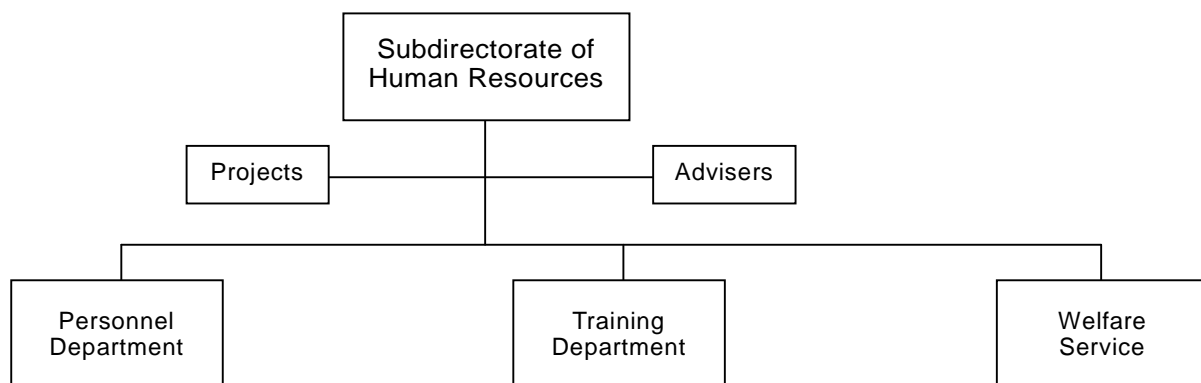 Subdirectorate of
Human Resources
Projects
Advisers
Personnel
Department
Training
Department
Welfare
Service